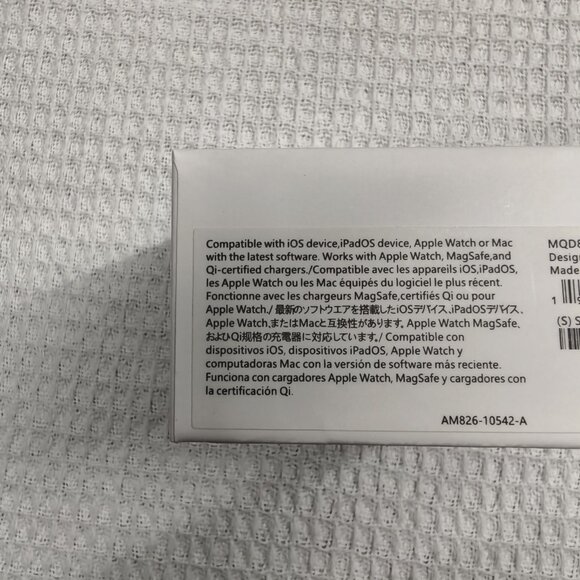 Compatible with iOS device,iPadOS device, Apple Watch or Mac
with the latest software. Works with Apple Watch, MagSafe,and
Qi-certified chargers./Compatible avec les appareils iOS,iPadOS,
les Apple Watch ou les Mac équipés du logiciel le plus récent.
Fonctionne avec les chargeurs MagSafe,certifiés Qi ou pour
Apple Watch./ 最新のソフトウエアを搭載したiOSデバイス、iPadOSデバイス、
Apple Watch,またはMacと互換性があります。Apple Watch MagSafe、
およびQi规格の充電器に対応しています。/ Compatible con
dispositivos iOS, dispositivos iPadOS, Apple Watch y
computadoras Mac con la versión de software más reciente.
Funciona con cargadores Apple Watch, MagSafe y cargadores con
la certificación Qi.
AM826-10542-A
MQD8
Design
Made
1 9
(S) S